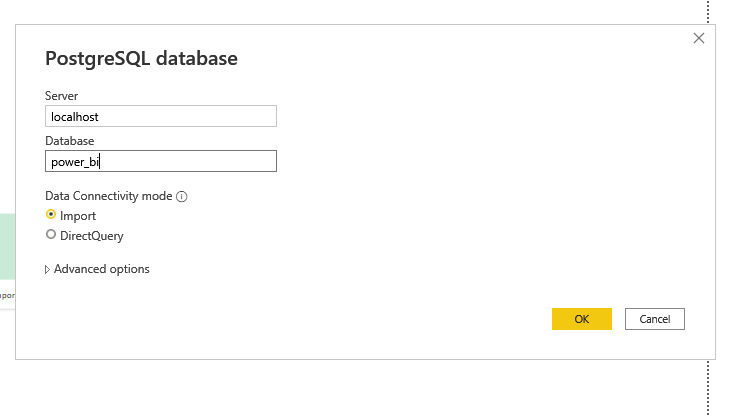 PostgreSQL database
Server
localhost
Database
power_bi
Data Connectivity mode
Import
DirectQuery
Advanced options
OK
Cancel